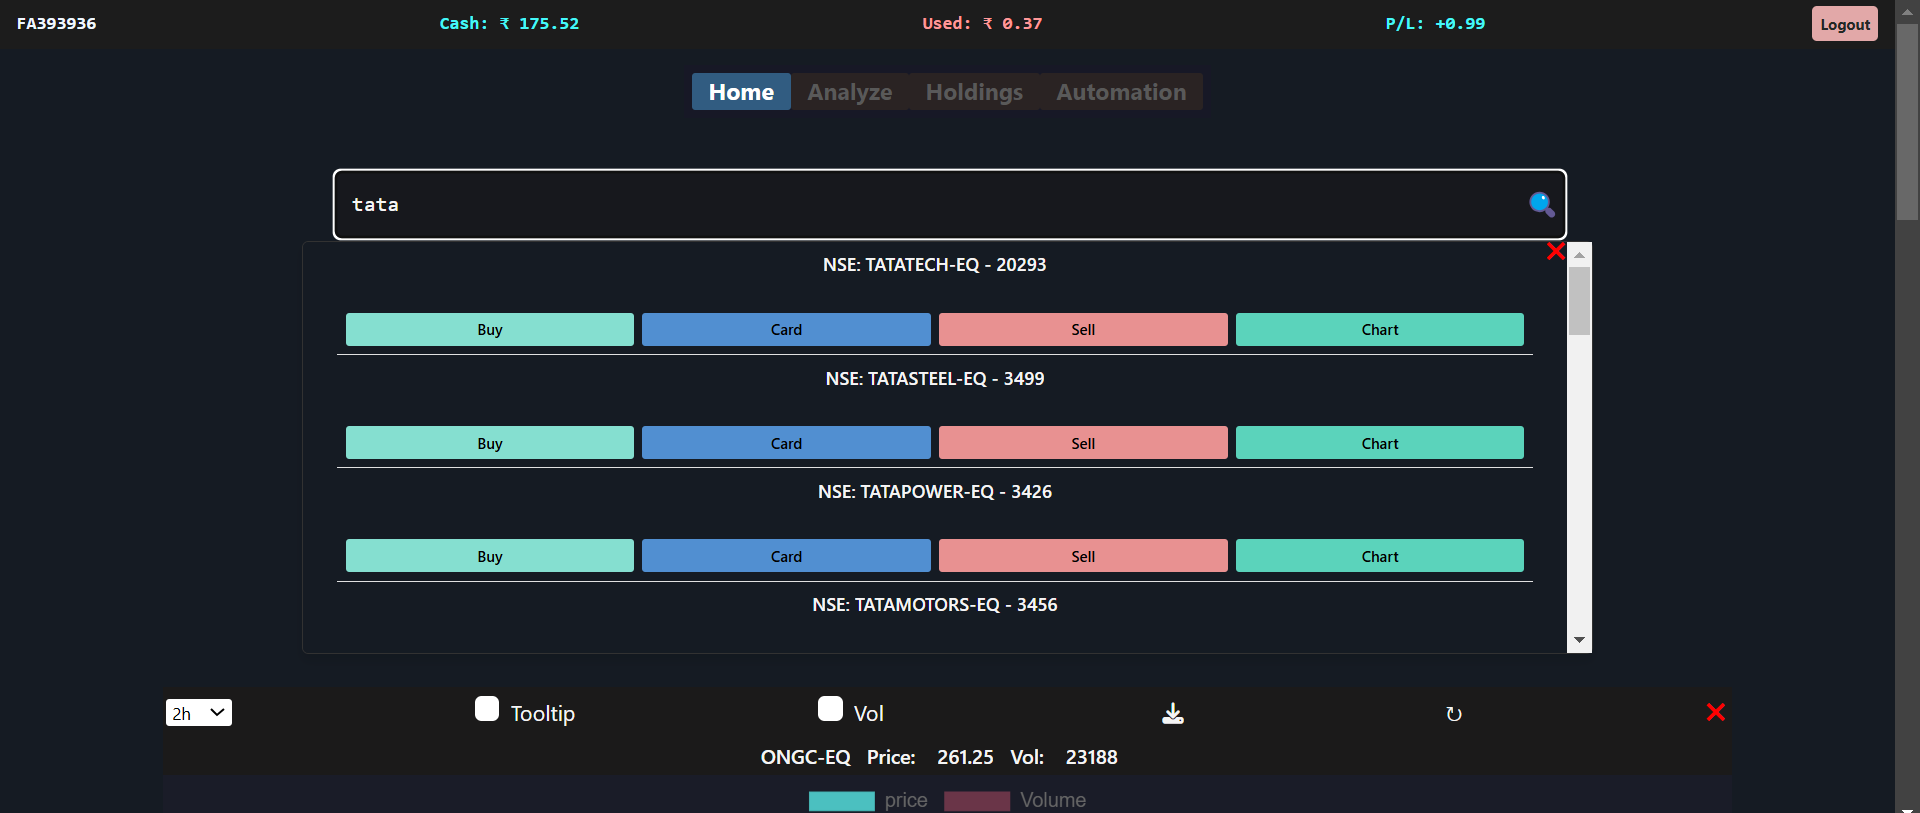 FA393936 Cash: ₹ 175.52 Used: ₹ 0.37 P/L: +0.99 Logout
Home Analyze Holdings Automation
tata
NSE: TATATECH-EQ - 20293
Buy Card Sell Chart
NSE: TATASTEEL-EQ - 3499
Buy Card Sell Chart
NSE: TATAPOWER-EQ - 3426
Buy Card Sell Chart
NSE: TATAMOTORS-EQ - 3456
2h Tooltip Vol
ONGC-EQ Price: 261.25 Vol: 23188
price Volume